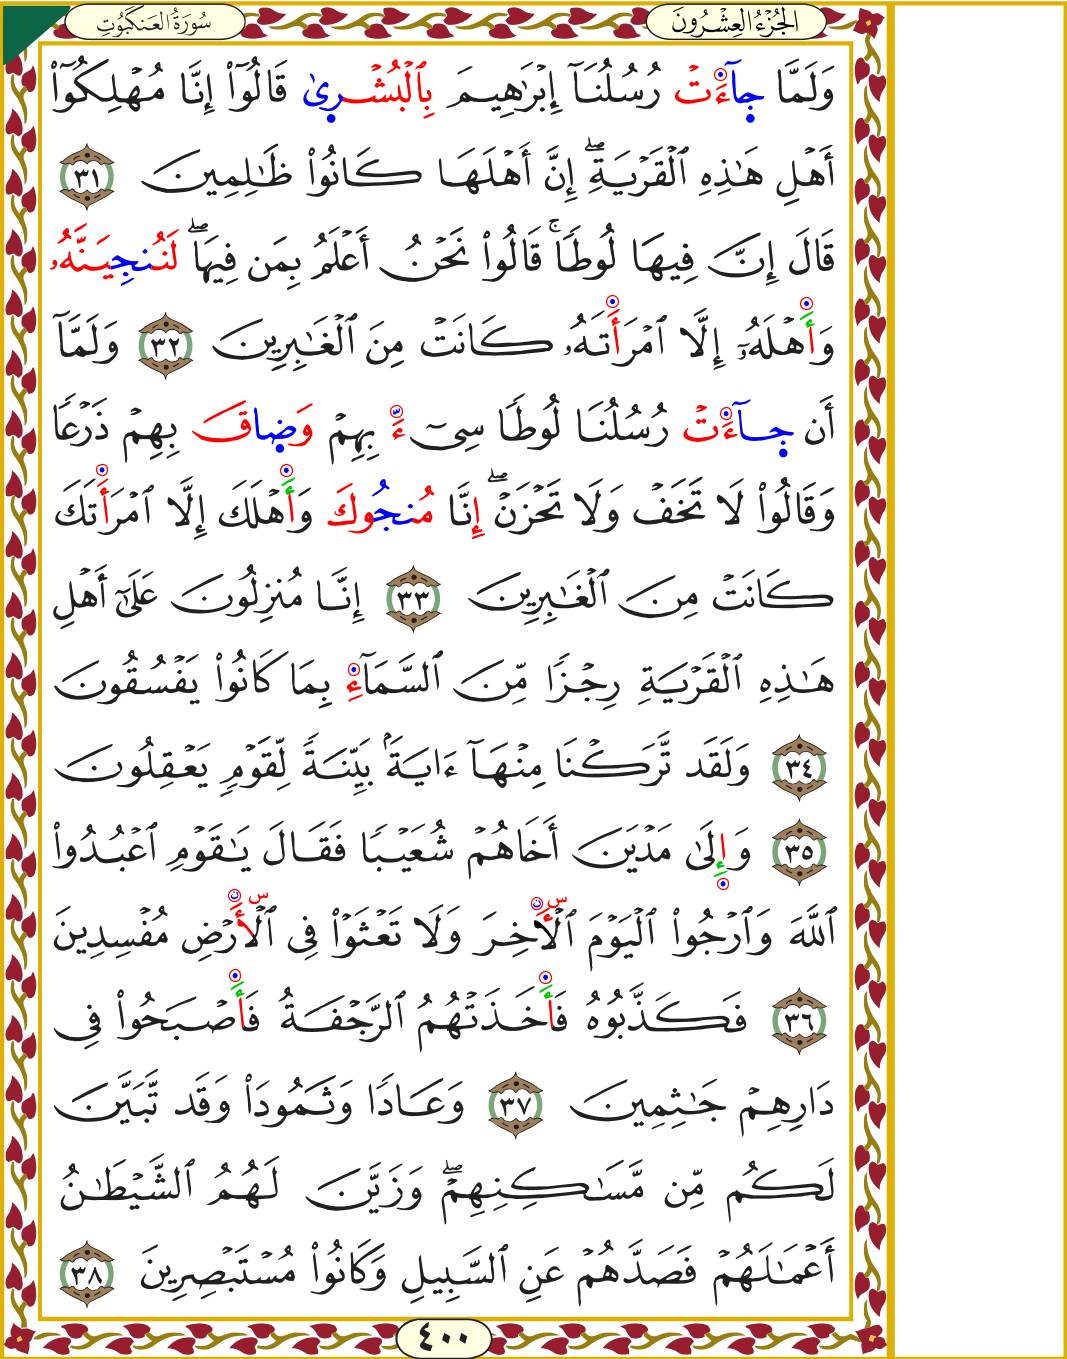 الجُزْءُ العِشْرُونَ
سُورَةُ العَنكَبُوتِ
وَلَمَّا جَآءَتْ رُسُلُنَآ إِبْرَٰهِيمَ بِٱلْبُشْرِىٰ قَالُوٓاْ إِنَّا مُهْلِكُوٓاْ
أَهْلِ هَٰذِهِ ٱلْقَرْيَةِۖ إِنَّ أَهْلَهَا كَانُواْ ظَٰلِمِينَ ٣١
قَالَ إِنَّ فِيهَا لُوطًاۚ قَالُواْ نَحْنُ أَعْلَمُ بِمَن فِيهَاۖ لَنُنجِيَنَّهُۥ
وَأَهْلَهُۥٓ إِلَّا ٱمْرَأَتَهُۥ كَانَتْ مِنَ ٱلْغَٰبِرِينَ ٣٢ وَلَمَّآ
أَن جَآءَتْ رُسُلُنَا لُوطًا سِىٓءَ بِهِمْ وَضَاقَ بِهِمْ ذَرْعًا
وَقَالُواْ لَا تَخَفْ وَلَا تَحْزَنْۖ إِنَّا مُنجُوكَ وَأَهْلَكَ إِلَّا ٱمْرَأَتَكَ
كَانَتْ مِنَ ٱلْغَٰبِرِينَ ٣٣ إِنَّا مُنزِلُونَ عَلَىٰٓ أَهْلِ
هَٰذِهِ ٱلْقَرْيَةِ رِجْزًا مِّنَ ٱلسَّمَآءِ بِمَا كَانُواْ يَفْسُقُونَ
٣٤ وَلَقَد تَّرَكْنَا مِنْهَآ ءَايَةَۢ بَيِّنَةً لِّقَوْمٍ يَعْقِلُونَ
٣٥ وَإِلَىٰ مَدْيَنَ أَخَاهُمْ شُعَيْبًا فَقَالَ يَٰقَوْمِ ٱعْبُدُواْ
ٱللَّهَ وَٱرْجُواْ ٱلْيَوْمَ ٱلْأَخِرَ وَلَا تَعْثَوْاْ فِى ٱلْأَرْضِ مُفْسِدِينَ
٣٦ فَكَذَّبُوهُ فَأَخَذَتْهُمُ ٱلرَّجْفَةُ فَأَصْبَحُواْ فِى
دَارِهِمْ جَٰثِمِينَ ٣٧ وَعَادًا وَثَمُودَاْ وَقَد تَّبَيَّنَ
لَكُم مِّن مَّسَٰكِنِهِمْۖ وَزَيَّنَ لَهُمُ ٱلشَّيْطَٰنُ
أَعْمَٰلَهُمْ فَصَدَّهُمْ عَنِ ٱلسَّبِيلِ وَكَانُواْ مُسْتَبْصِرِينَ ٣٨
٤٠٠